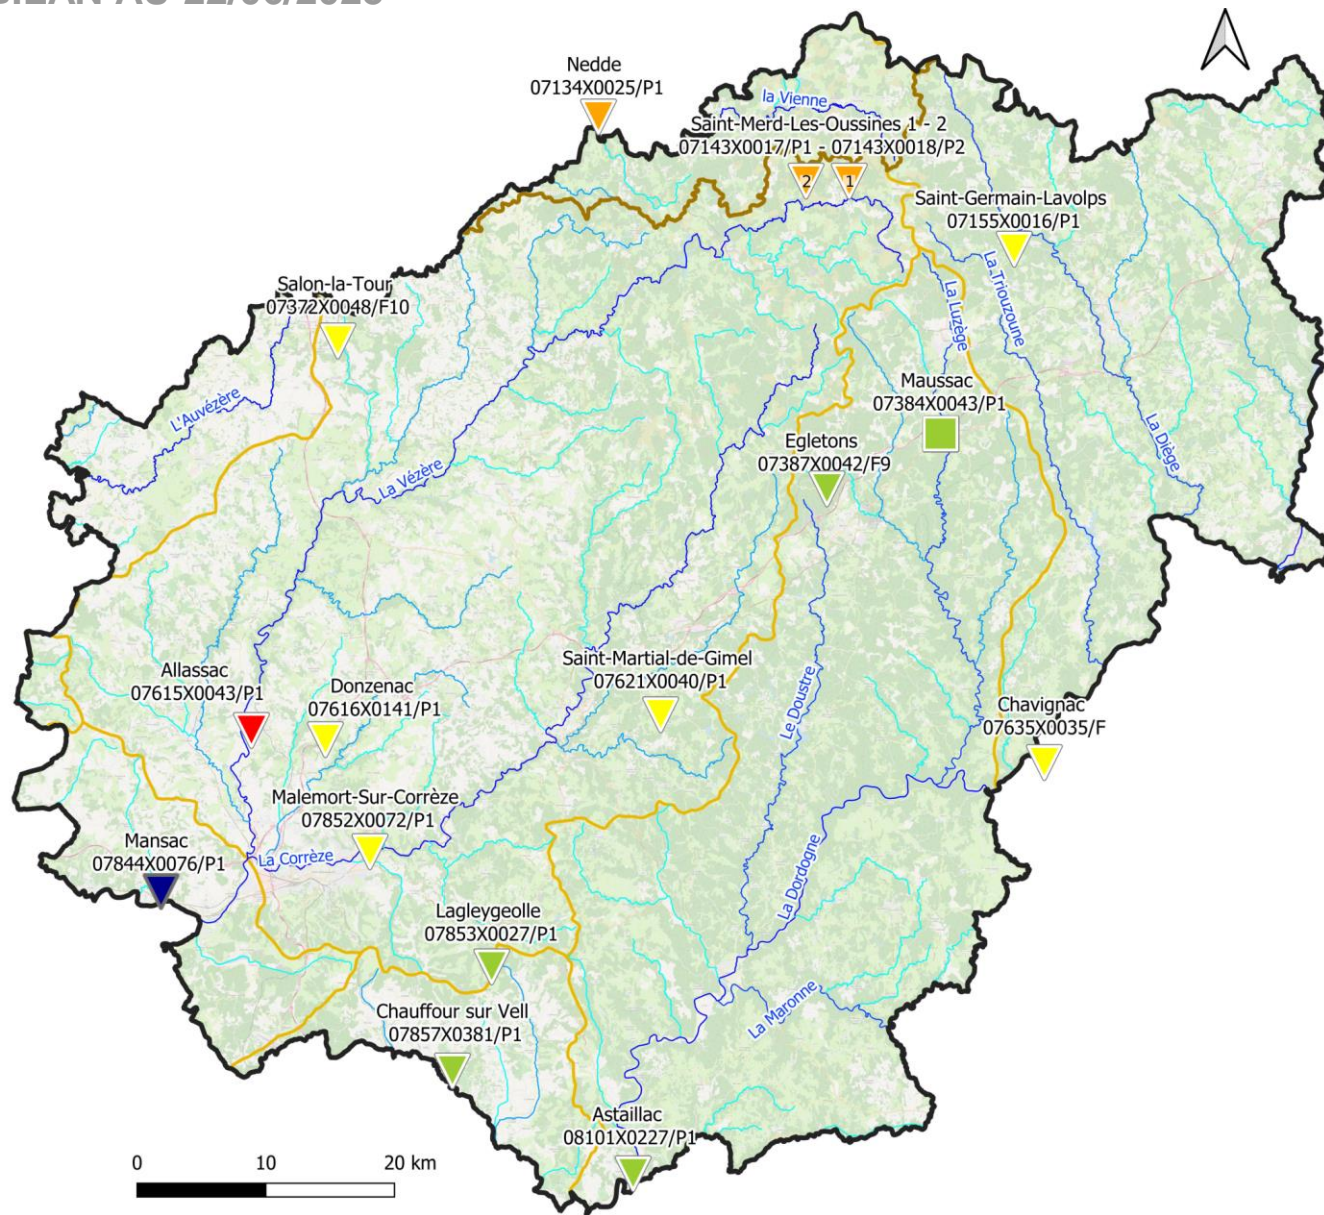 Nedde
07134X0025/P1
la Vienne
Saint-Merd-Les-Oussines 1 - 2
07143X0017/P1 - 07143X0018/P2
2
1
Saint-Germain-Lavolps
07155X0016/P1
La Triouzoune
La Luzège
Salon-la-Tour
07372X0048/F10
L'Auvézère
La Vézère
Maussac
07384X0043/P1
Egletons
07387X0042/F9
La Diège
Allassac
07615X0043/P1
Donzenac
07616X0141/P1
Saint-Martial-de-Gimel
07621X0040/P1
Le Doustre
Chavignac
07635X0035/F
Malemort-Sur-Corrèze
07852X0072/P1
Mansac
07844X0076/P1
La Corrèze
La Dordogne
Lagleygeolle
07853X0027/P1
Chauffour sur Vell
07857X0381/P1
La Maronne
Astaillac
08101X0227/P1
0 10 20 km